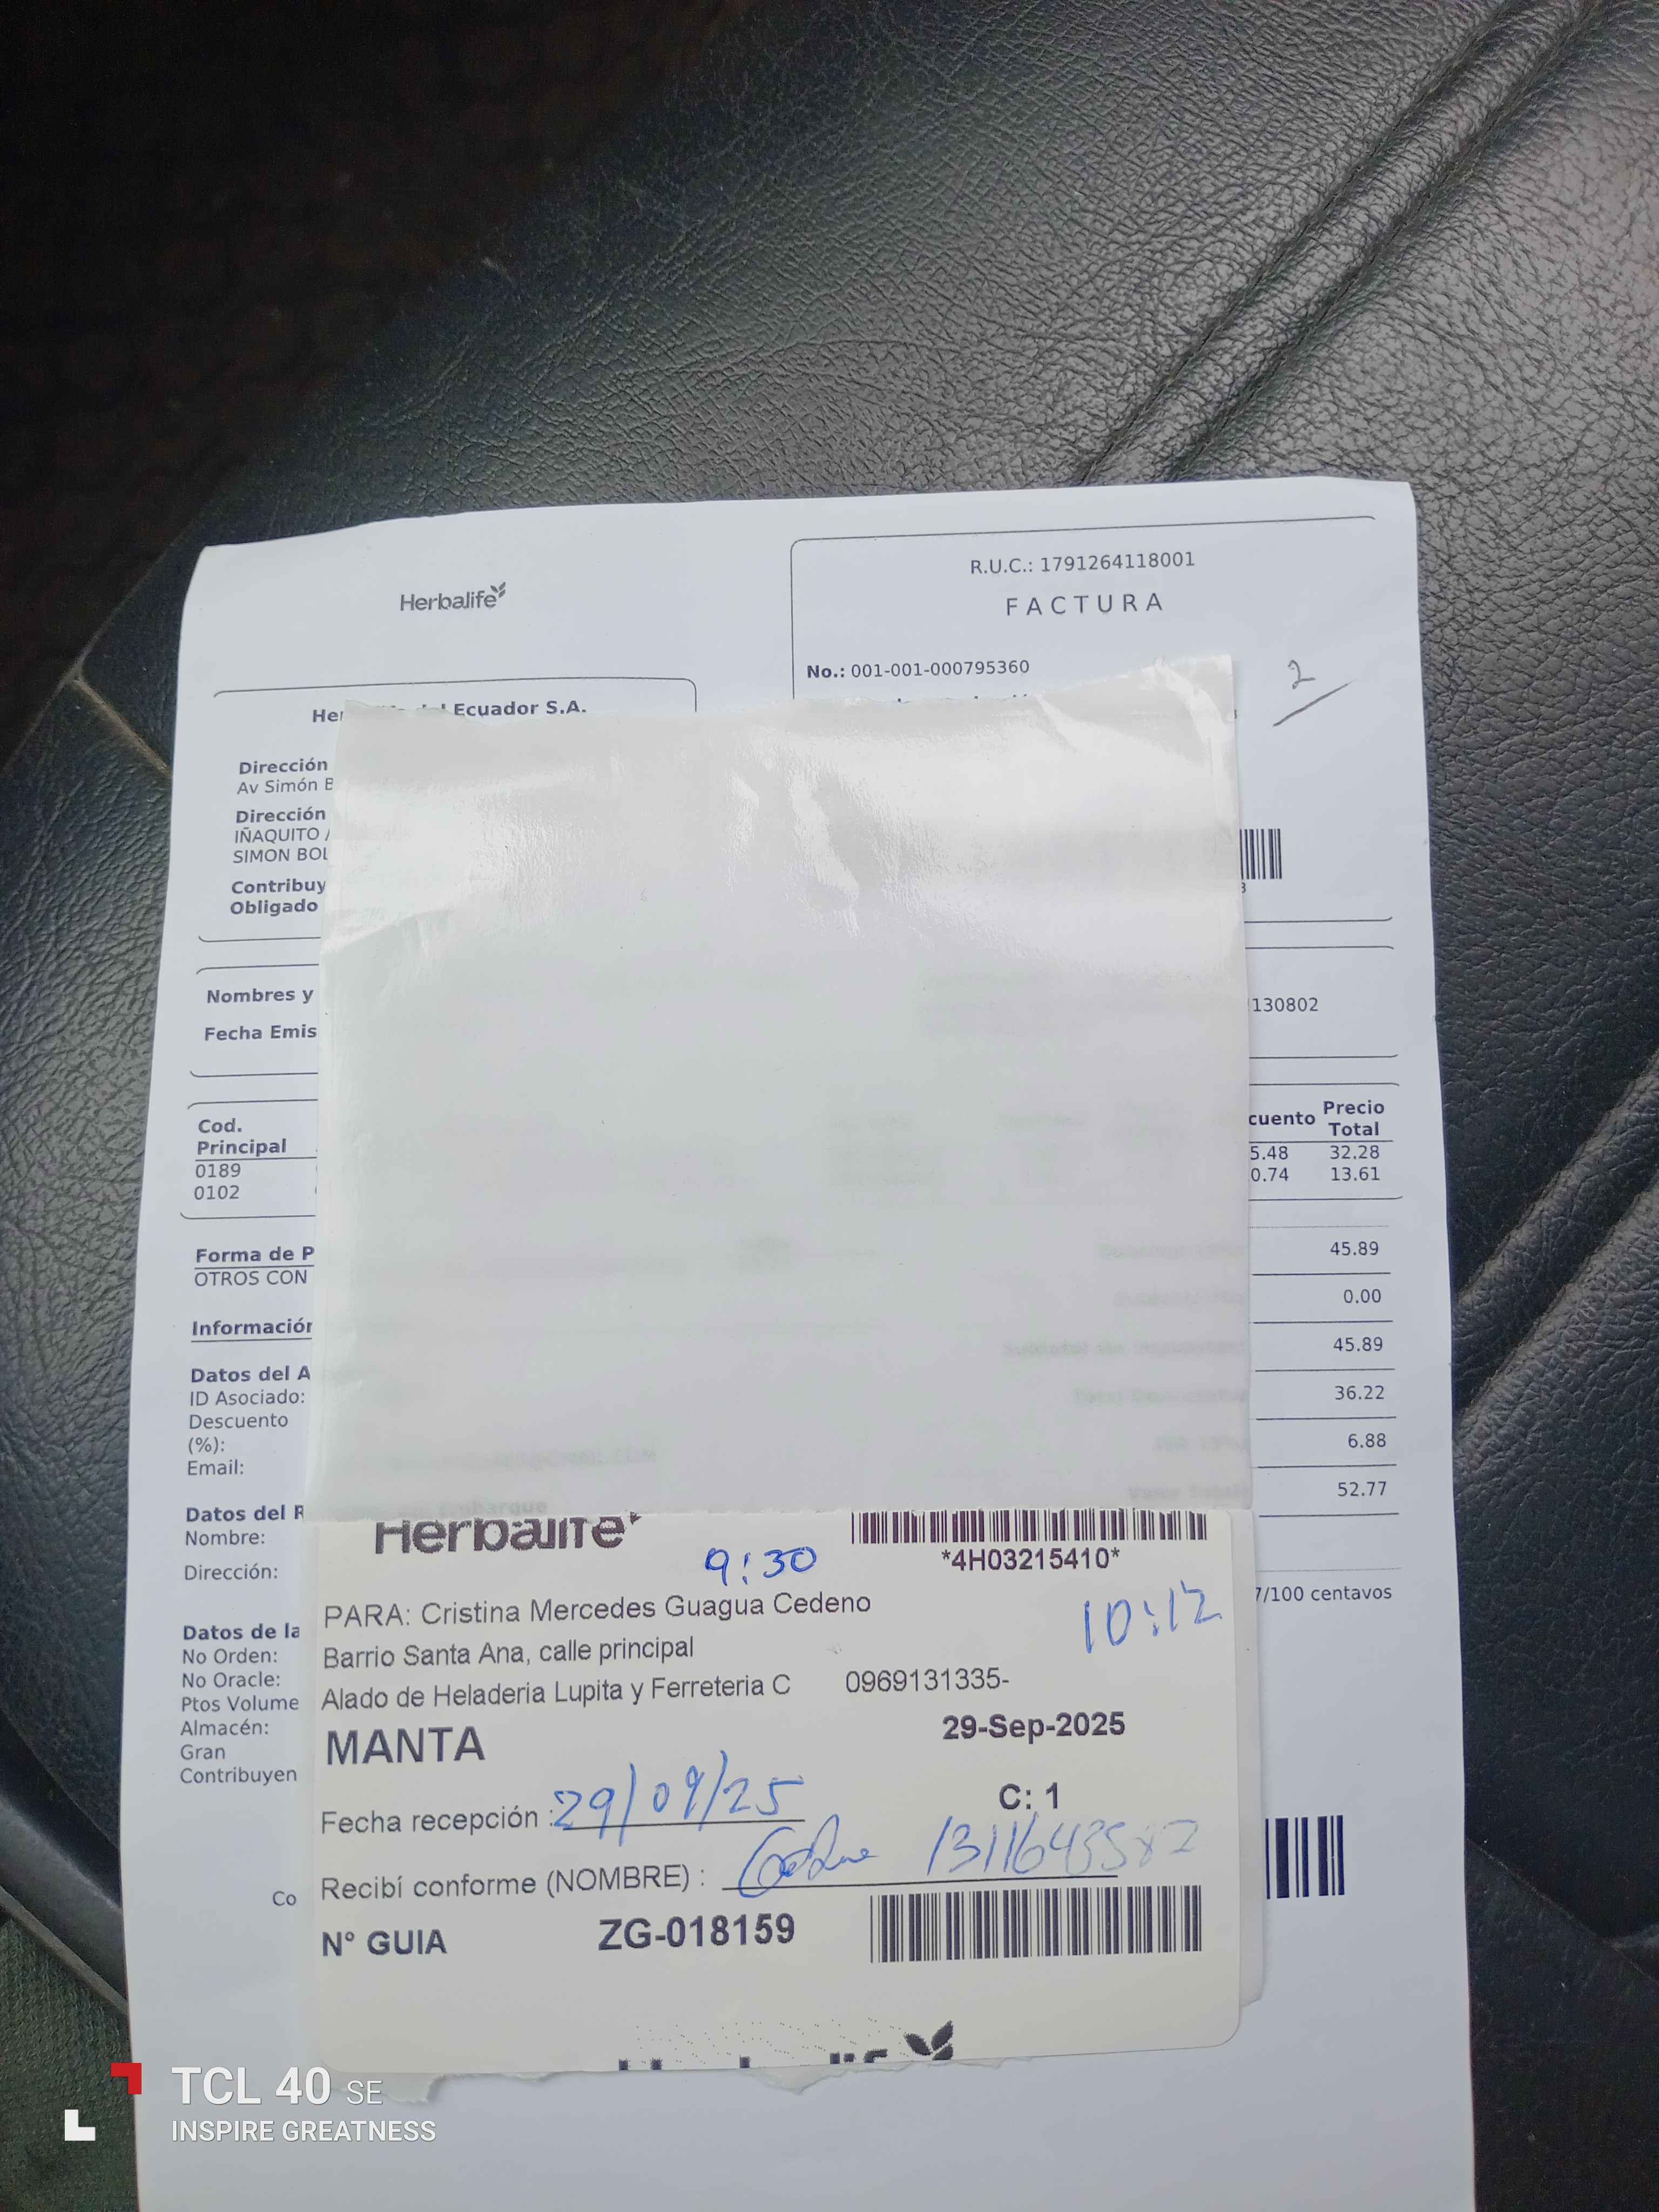 Herbalife
R.U.C.: 1791264118001
FACTURA
No.: 001-001-000795360
2
Ecuador S.A.
Dirección
Av Simón B
Dirección
IÑAQUITO
SIMON BOL
Contribuy
Obligado
Nombres y
130802
Fecha Emis
Cod.
Principal
cuento
Precio
Total
0189
5.48 32.28
0102
0.74 13.61
Forma de P
OTROS CON
45.89
0.00
Información
45.89
Datos del A
ID Asociado:
36.22
Descuento
(%):
6.88
Email:
52.77
Datos del R
Nombre:
Dirección:
7/100 centavos
Datos de la
No Orden:
No Oracle:
Ptos Volume
Almacén:
Gran
Contribuyen
Co
Herbalife
9:30
*4H03215410*
PARA: Cristina Mercedes Guagua Cedeno
10:12
Barrio Santa Ana, calle principal
Alado de Heladeria Lupita y Ferreteria C 0969131335-
MANTA
29-Sep-2025
C: 1
Fecha recepción : 29/09/25
Recibí conforme (NOMBRE) :
N° GUIA ZG-018159
TCL 40 SE
INSPIRE GREATNESS